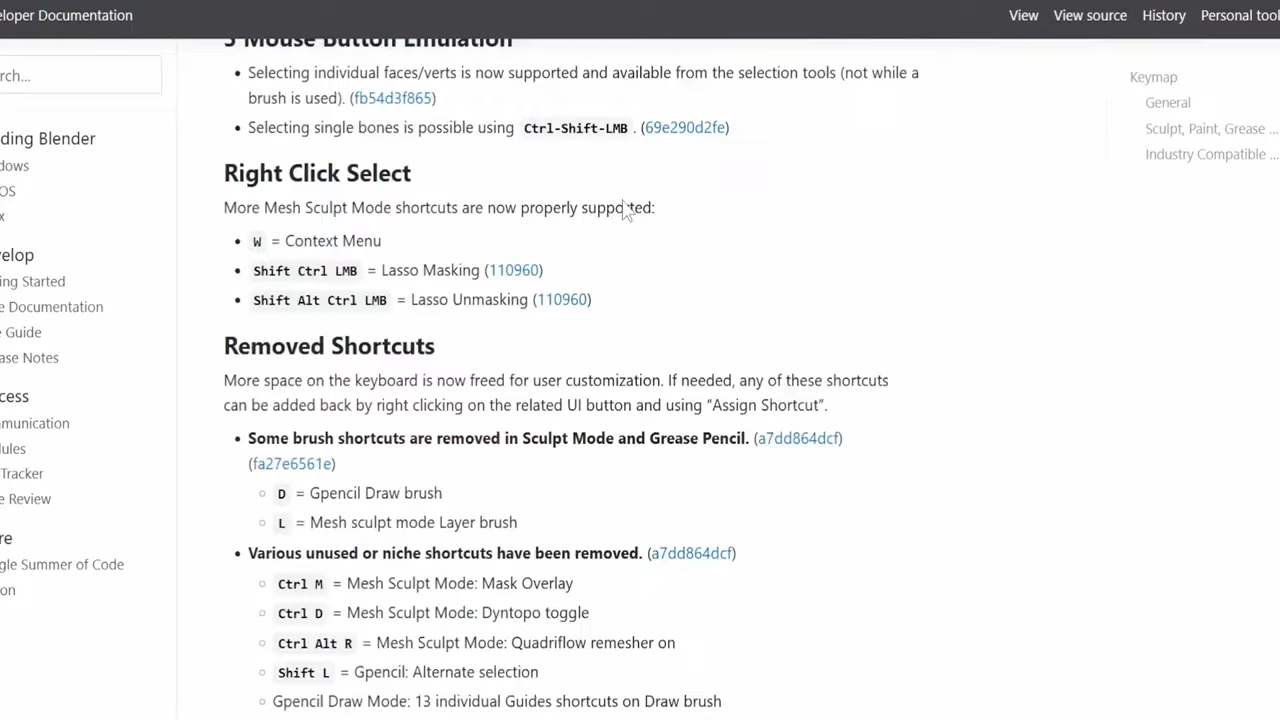 eloper Documentation
View View source History Personal tool
rch...
ding Blender
dows
OS
x
velop
ing Started
e Documentation
e Guide
ase Notes
cess
mmunication
dules
Tracker
e Review
re
gle Summer of Code
on
3 Mouse Button Emulation
• Selecting individual faces/verts is now supported and available from the selection tools (not while a
brush is used). (fb54d3f865)
• Selecting single bones is possible using Ctrl-Shift-LMB . (69e290d2fe)
Right Click Select
More Mesh Sculpt Mode shortcuts are now properly supported:
• W = Context Menu
• Shift Ctrl LMB = Lasso Masking (110960)
• Shift Alt Ctrl LMB = Lasso Unmasking (110960)
Removed Shortcuts
More space on the keyboard is now freed for user customization. If needed, any of these shortcuts
can be added back by right clicking on the related UI button and using “Assign Shortcut”.
• Some brush shortcuts are removed in Sculpt Mode and Grease Pencil. (a7dd864dcf)
(fa27e6561e)
○ D = Gpencil Draw brush
○ L = Mesh sculpt mode Layer brush
• Various unused or niche shortcuts have been removed. (a7dd864dcf)
○ Ctrl M = Mesh Sculpt Mode: Mask Overlay
○ Ctrl D = Mesh Sculpt Mode: Dyntopo toggle
○ Ctrl Alt R = Mesh Sculpt Mode: Quadriflow remesher on
○ Shift L = Gpencil: Alternate selection
○ Gpencil Draw Mode: 13 individual Guides shortcuts on Draw brush
Keymap
General
Sculpt, Paint, Grease ...
Industry Compatible ...